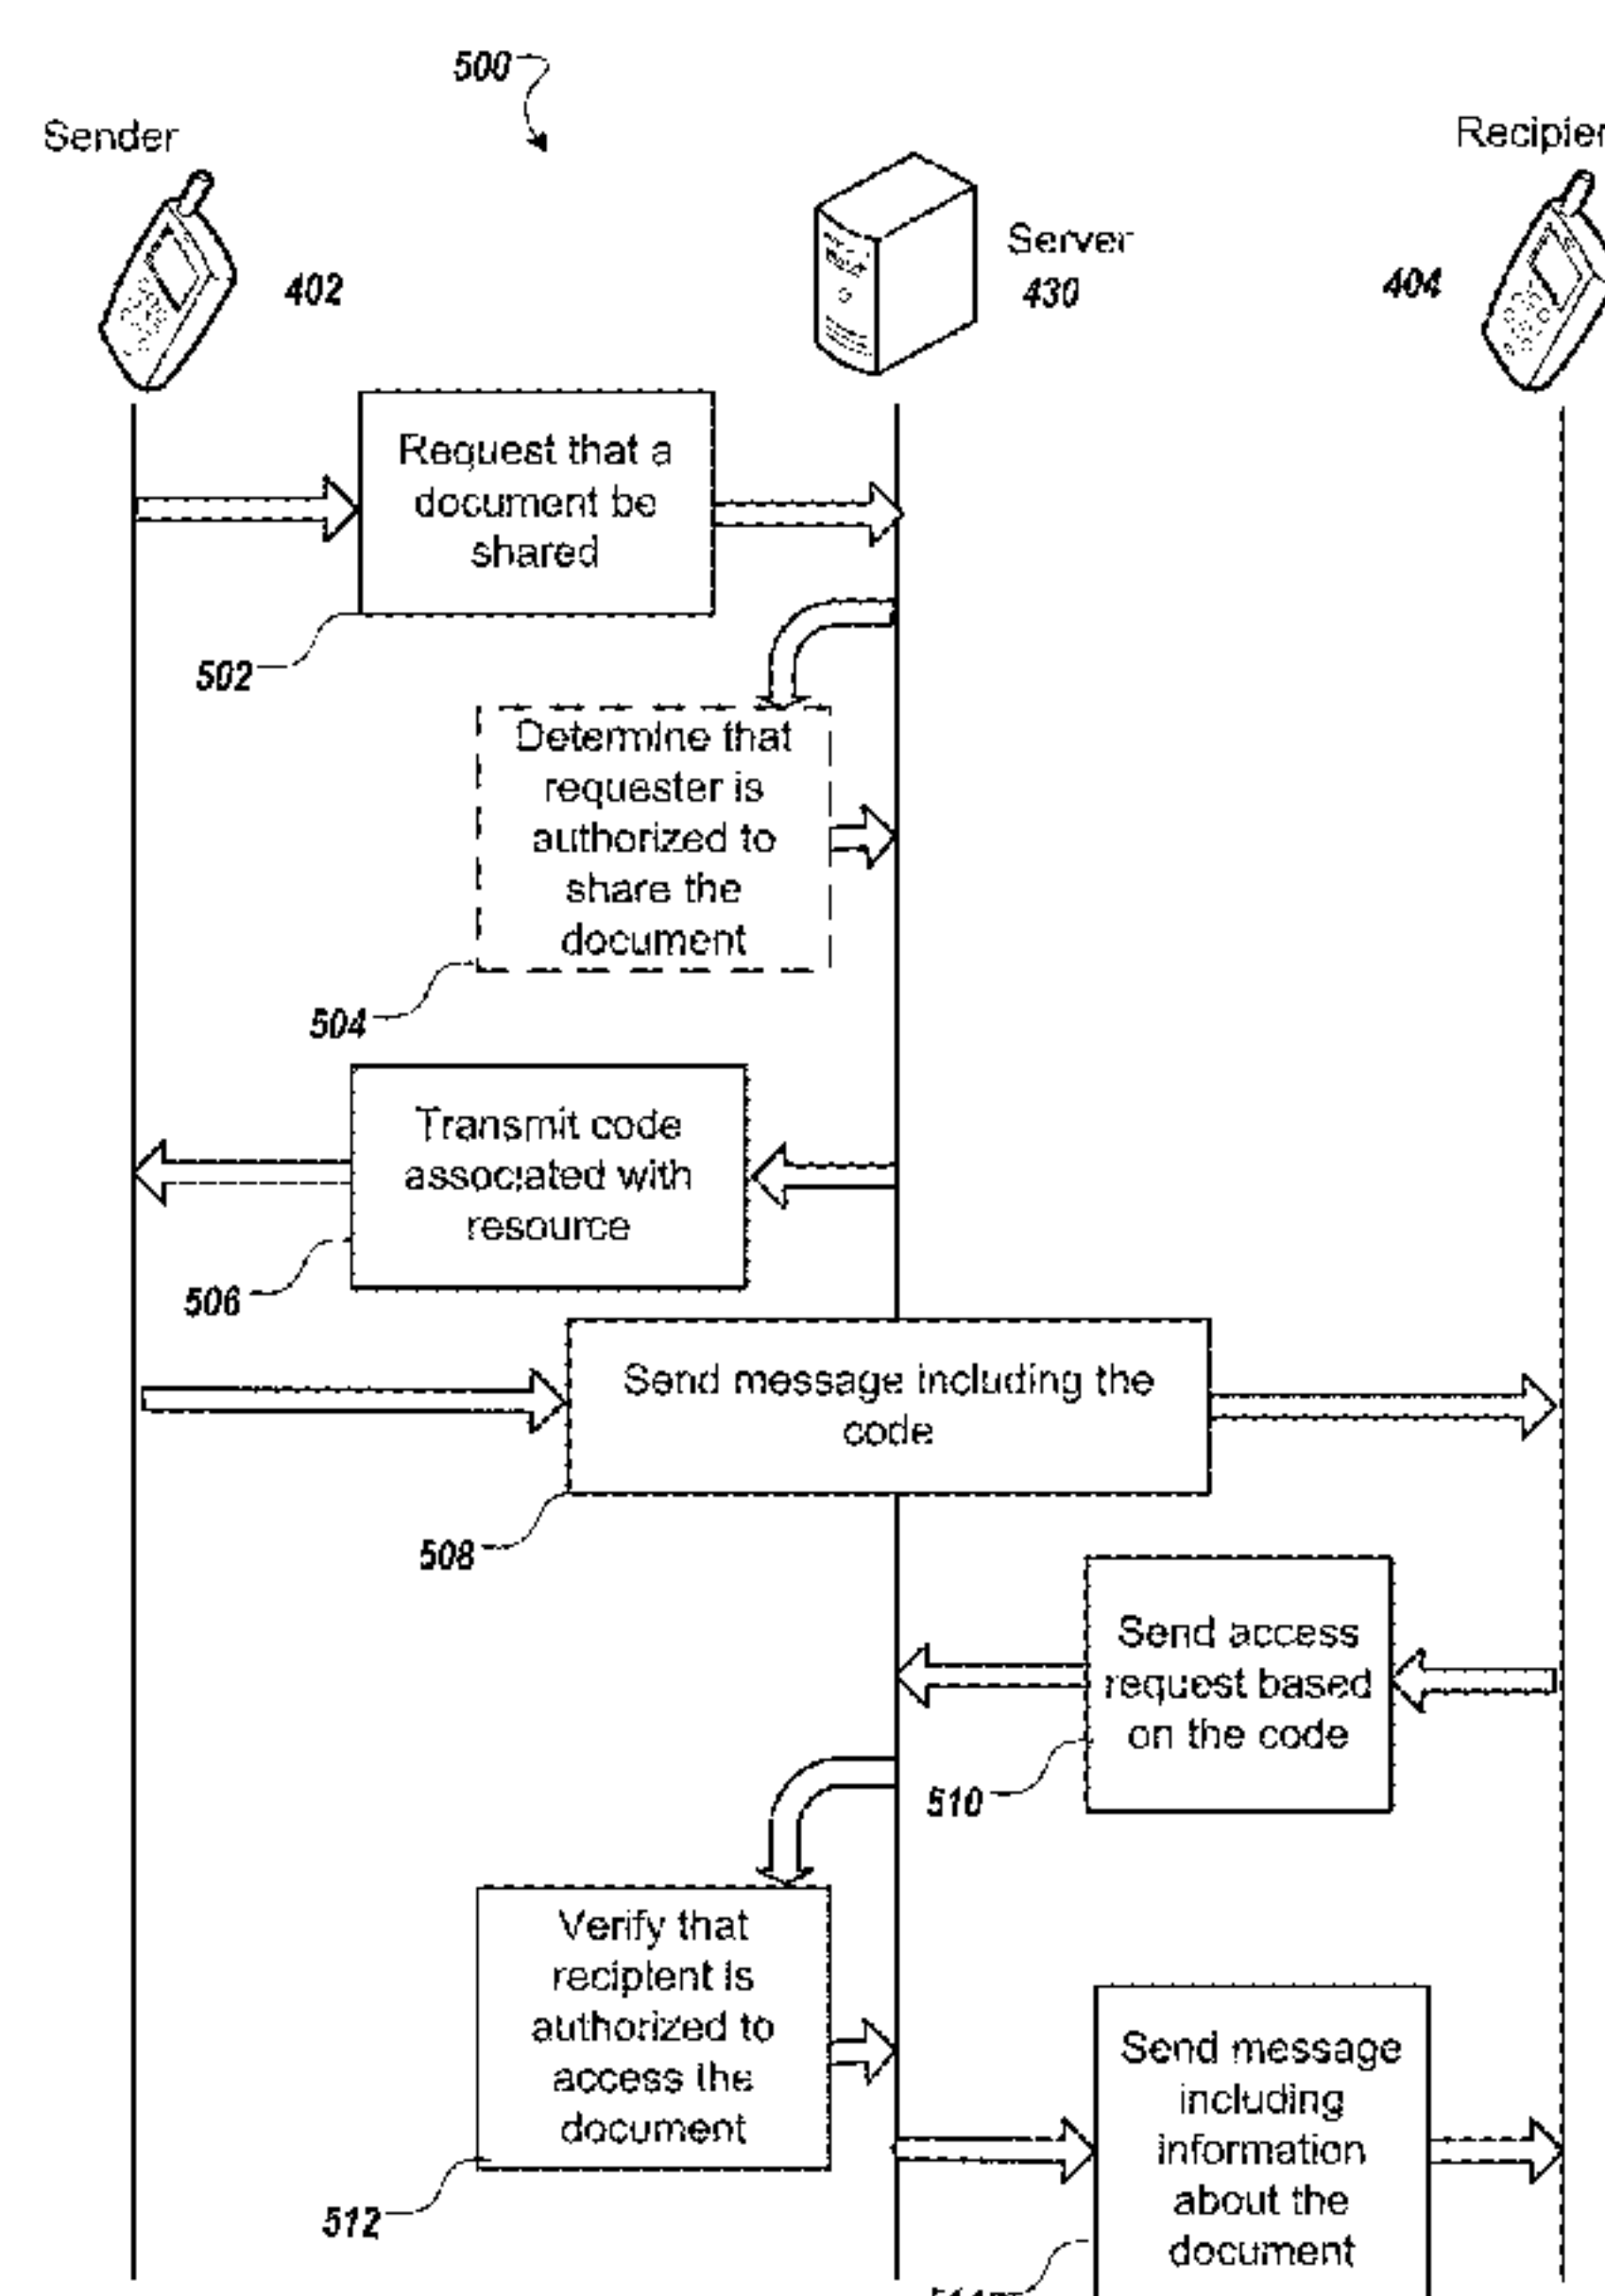 500
Sender
Server
430
402
404
Request that a
document be
shared
502
Determine that
requester is
authorized to
share the
document
504
Transmit code
associated with
resource
506
Send message including the
code
508
Send access
request based
on the code
510
Verify that
recipient is
authorized to
access the
document
512
Send message
including
information
about the
document